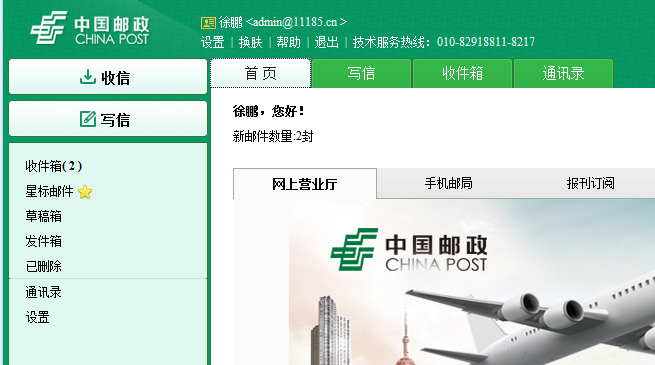 中国邮政
CHINA POST
徐鹏 <admin@11185.cn >
设置 | 换肤 | 帮助 | 退出 | 技术服务热线：010-82918811-8217
收信
写信
首 页
写信
收件箱
通讯录
徐鹏，您好！
新邮件数量:2封
收件箱( 2 )
星标邮件
草稿箱
发件箱
已删除
通讯录
设置
网上营业厅
手机邮局
报刊订阅
中国邮政
CHINA POST